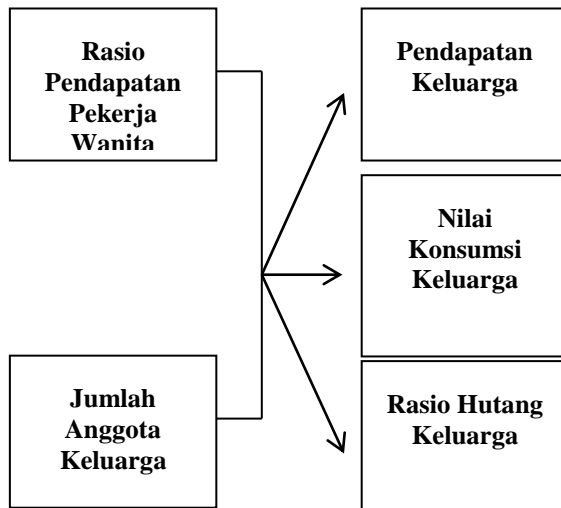 Rasio
Pendapatan
Pekerja
Wanita
Pendapatan
Keluarga
Nilai
Konsumsi
Keluarga
Jumlah
Anggota
Keluarga
Rasio Hutang
Keluarga